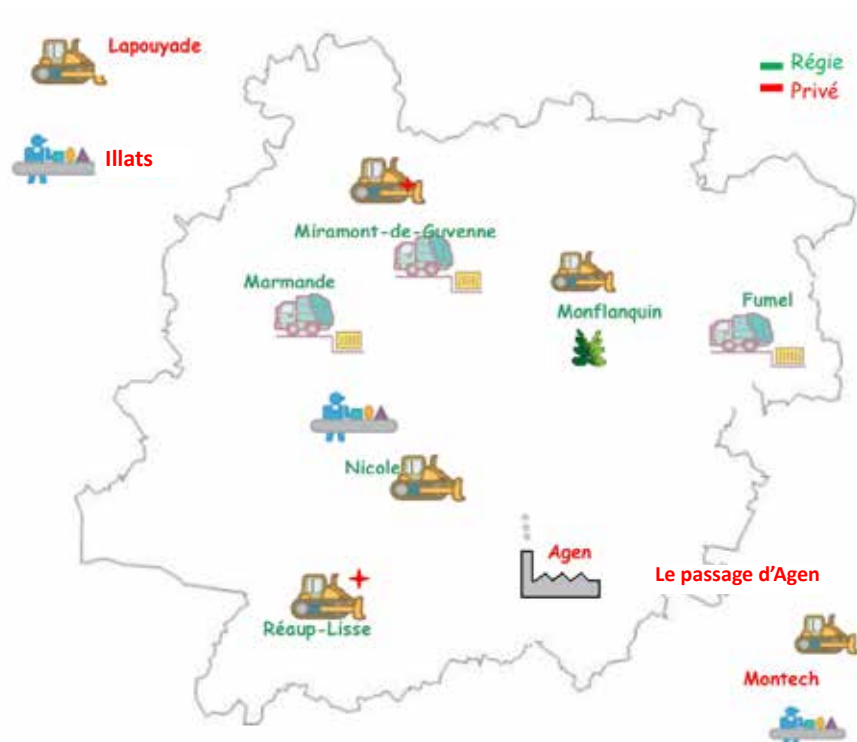 Lapouyade
Régie
Privé
Illats
Miramont-de-Guyenne
Marmande
Monflanquin
Fumel
Nicole
Agen
Le passage d'Agen
Réaup-Lisse
Montech